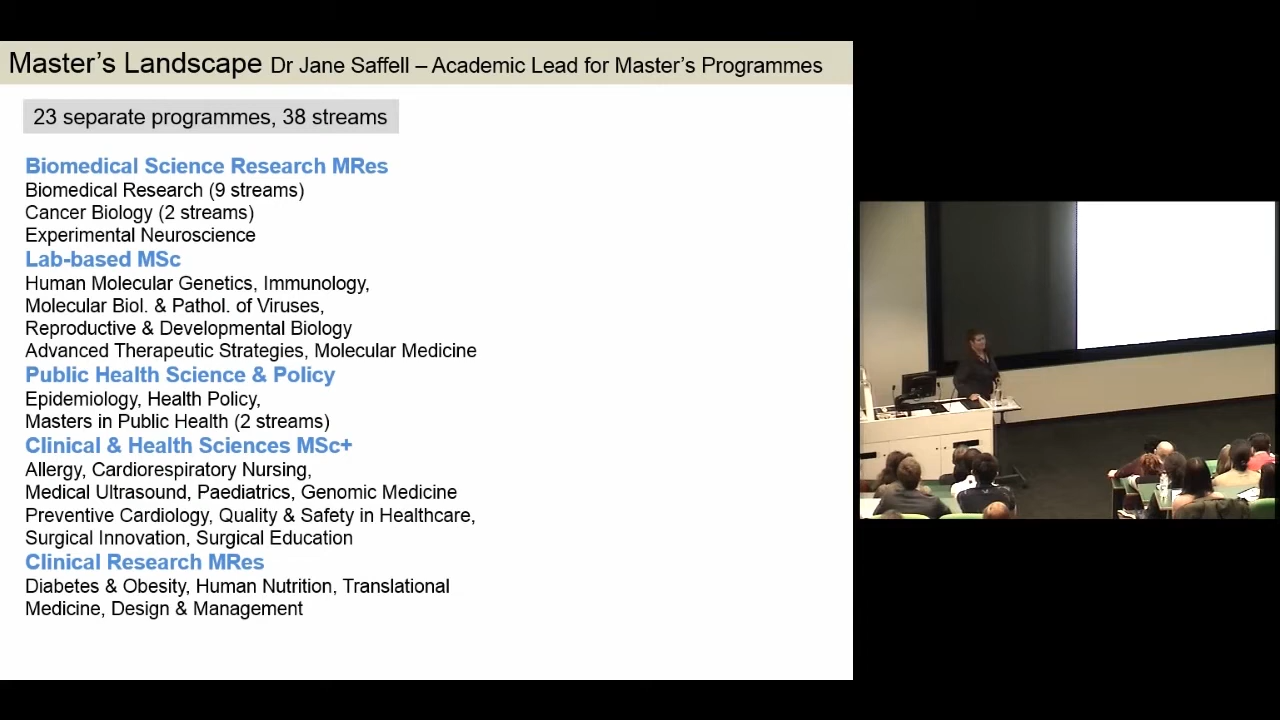 Master's Landscape Dr Jane Saffell – Academic Lead for Master's Programmes
23 separate programmes, 38 streams
Biomedical Science Research MRes
Biomedical Research (9 streams)
Cancer Biology (2 streams)
Experimental Neuroscience
Lab-based MSc
Human Molecular Genetics, Immunology,
Molecular Biol. & Pathol. of Viruses,
Reproductive & Developmental Biology
Advanced Therapeutic Strategies, Molecular Medicine
Public Health Science & Policy
Epidemiology, Health Policy,
Masters in Public Health (2 streams)
Clinical & Health Sciences MSc+
Allergy, Cardiorespiratory Nursing,
Medical Ultrasound, Paediatrics, Genomic Medicine
Preventive Cardiology, Quality & Safety in Healthcare,
Surgical Innovation, Surgical Education
Clinical Research MRes
Diabetes & Obesity, Human Nutrition, Translational
Medicine, Design & Management